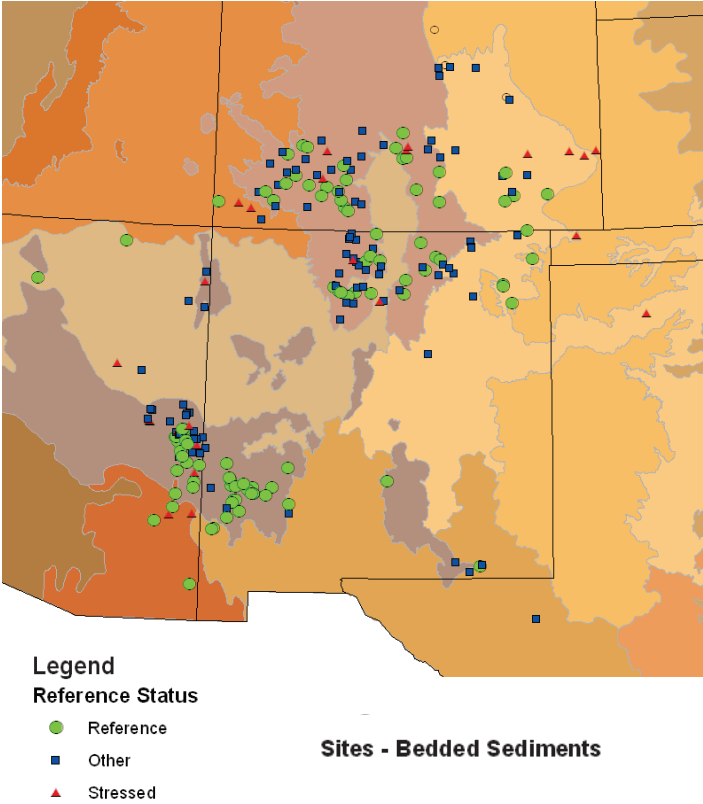 Legend
Reference Status
Reference
Other
Stressed
Sites - Bedded Sediments